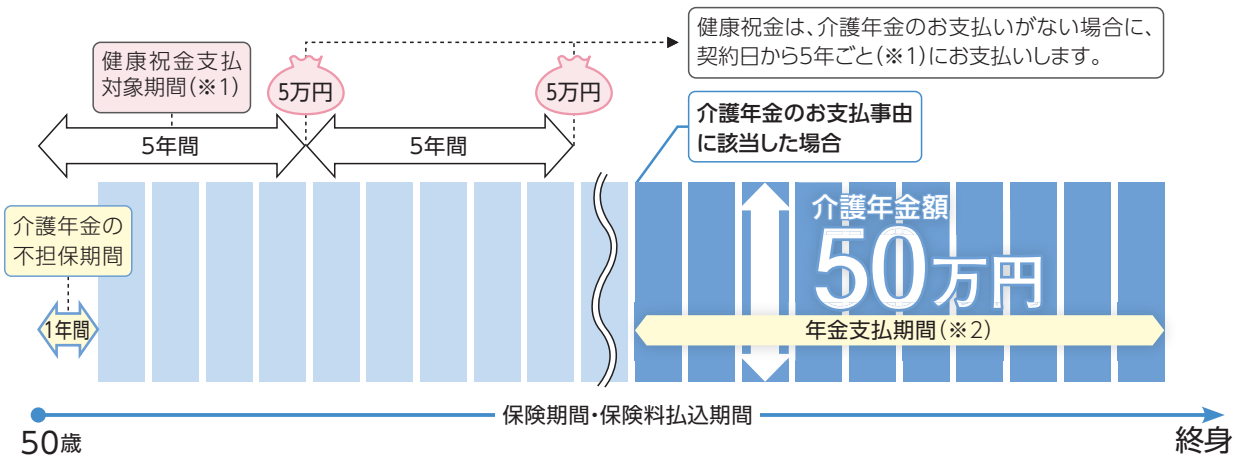 健康祝金は、介護年金のお支払いがない場合に、
契約日から5年ごと(※1)にお支払いします。
健康祝金支払
対象期間(※1)
5万円
5万円
5年間
5年間
介護年金のお支払事由
に該当した場合
介護年金の
不担保期間
1年間
介護年金額
50万円
年金支払期間(※2)
保険期間・保険料払込期間
50歳
終身